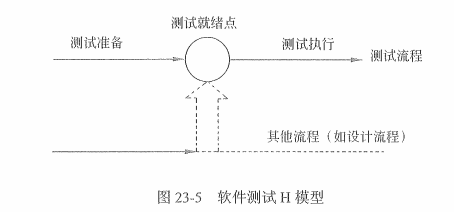 测试就绪点
测试准备
测试执行
测试流程
其他流程（如设计流程）
图 23-5 软件测试 H 模型